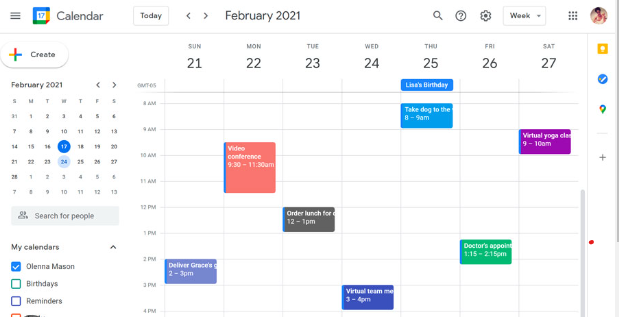 17 Calendar Today February 2021 Week
Create
February 2021
S M T W T F S
31 1 2 3 4 5 6
7 8 9 10 11 12 13
14 15 16 17 18 19 20
21 22 23 24 25 26 27
28 1 2 3 4 5 6
7 8 9 10 11 12 13
Search for people
My calendars
Olenna Mason
Birthdays
Reminders
SUN MON TUE WED THU FRI SAT
21 22 23 24 25 26 27
GMT-05
Lisa's Birthday
8 AM
Take dog to the
8 – 9am
9 AM
Virtual yoga clas
9 – 10am
Video
conference
9:30 – 11:30am
10 AM
11 AM
12 PM
Order lunch for
12 – 1pm
1 PM
Doctor's appoint
1:15 – 2:15pm
2 PM
Deliver Grace's g
2 – 3pm
3 PM
Virtual team me
3 – 4pm
4 PM